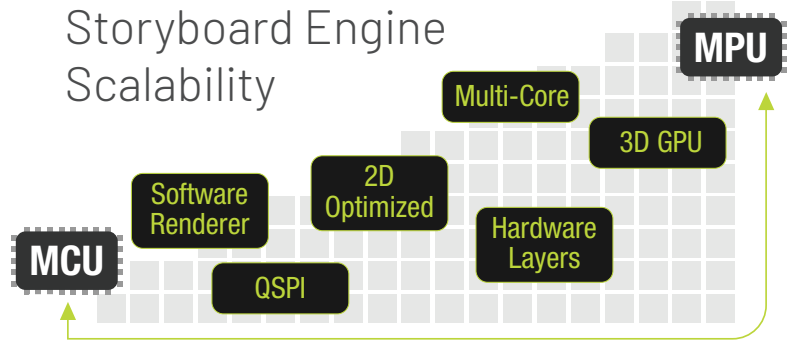 Storyboard Engine
Scalability
MPU
Multi-Core
3D GPU
2D
Optimized
Software
Renderer
Hardware
Layers
MCU
QSPI